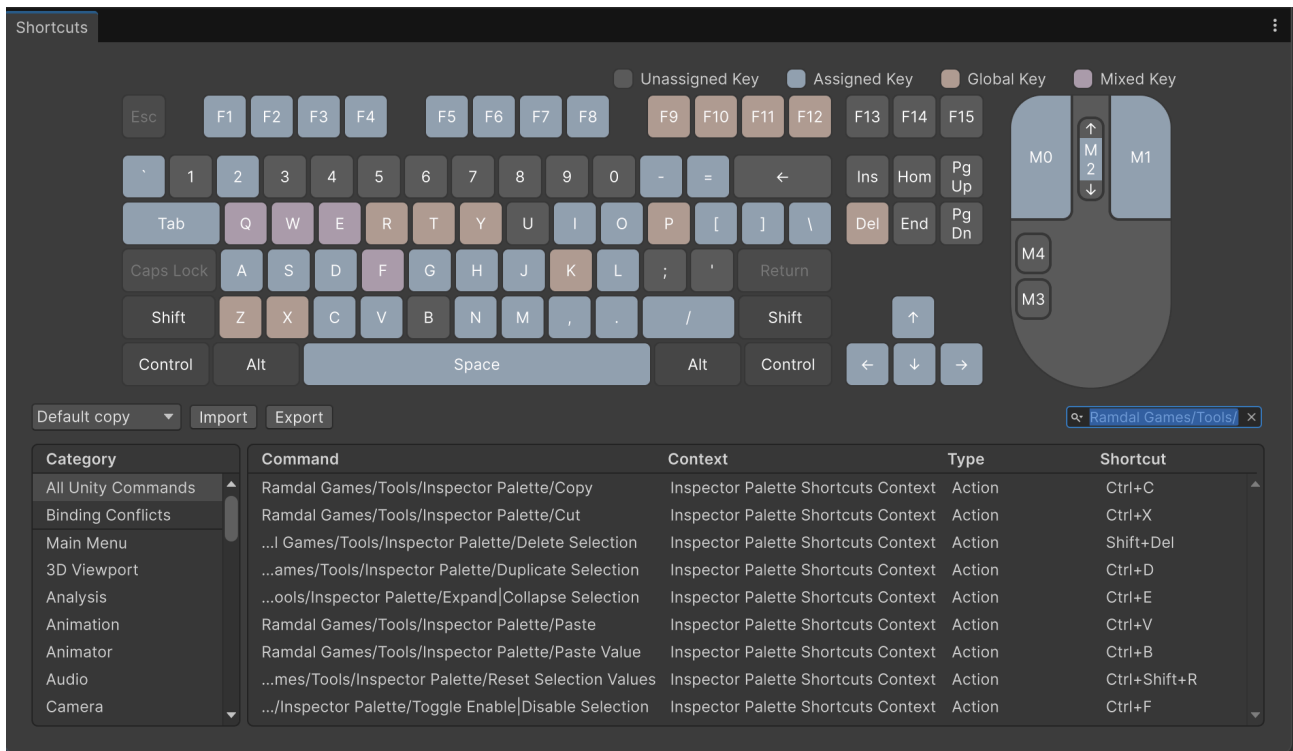 Shortcuts
Unassigned Key Assigned Key Global Key Mixed Key
Esc F1 F2 F3 F4 F5 F6 F7 F8 F9 F10 F11 F12 F13 F14 F15
` 1 2 3 4 5 6 7 8 9 0 - = ← Ins Hom Pg Up
Tab Q W E R T Y U I O P [ ] \ Del End Pg Dn
Caps Lock A S D F G H J K L ; ' Return
Shift Z X C V B N M , . / Shift ↑
Control Alt Space Alt Control ← ↓ →
M0 ↑ M 2 ↓ M1
M4
M3
Default copy Import Export Ramdal Games/Tools/
Category Command Context Type Shortcut
All Unity Commands Ramdal Games/Tools/Inspector Palette/Copy Inspector Palette Shortcuts Context Action Ctrl+C
Binding Conflicts Ramdal Games/Tools/Inspector Palette/Cut Inspector Palette Shortcuts Context Action Ctrl+X
Main Menu ...l Games/Tools/Inspector Palette/Delete Selection Inspector Palette Shortcuts Context Action Shift+Del
3D Viewport ...ames/Tools/Inspector Palette/Duplicate Selection Inspector Palette Shortcuts Context Action Ctrl+D
Analysis ...ools/Inspector Palette/Expand|Collapse Selection Inspector Palette Shortcuts Context Action Ctrl+E
Animation Ramdal Games/Tools/Inspector Palette/Paste Inspector Palette Shortcuts Context Action Ctrl+V
Animator Ramdal Games/Tools/Inspector Palette/Paste Value Inspector Palette Shortcuts Context Action Ctrl+B
Audio ...mes/Tools/Inspector Palette/Reset Selection Values Inspector Palette Shortcuts Context Action Ctrl+Shift+R
Camera .../Inspector Palette/Toggle Enable|Disable Selection Inspector Palette Shortcuts Context Action Ctrl+F